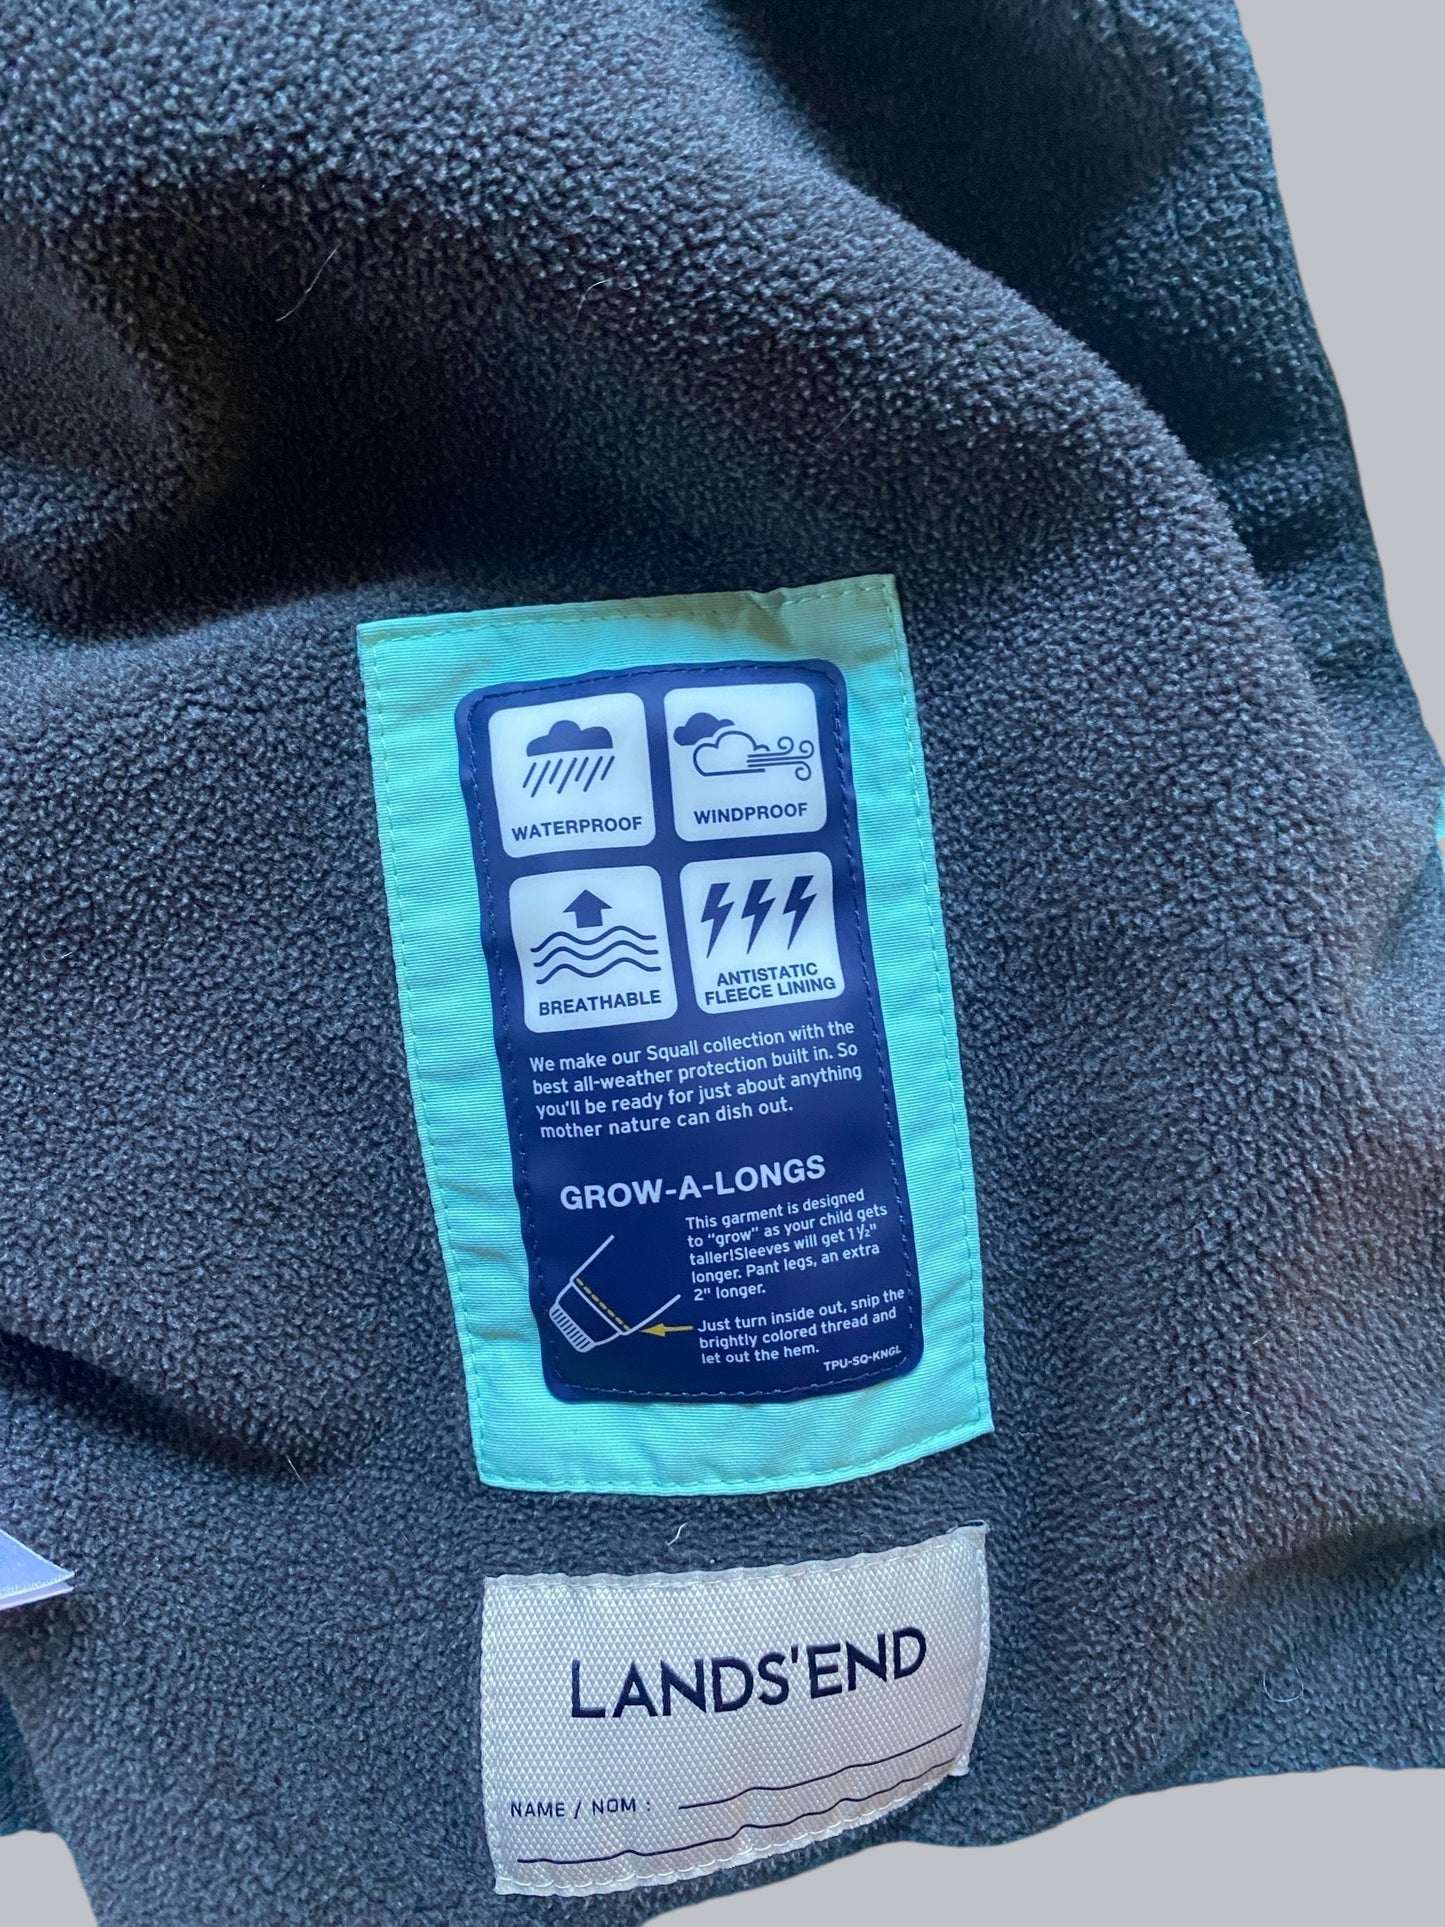 WATERPROOF
WINDPROOF
BREATHABLE
ANTISTATIC
FLEECE LINING
We make our Squall collection with the
best all-weather protection built in. So
you'll be ready for just about anything
mother nature can dish out.
GROW-A-LONGS
This garment is designed
to "grow" as your child gets
taller!Sleeves will get 1 ½"
longer. Pant legs, an extra
2" longer.
Just turn inside out, snip the
brightly colored thread and
let out the hem.
TPU-SQ-KNGL
LANDS'END
NAME / NOM :